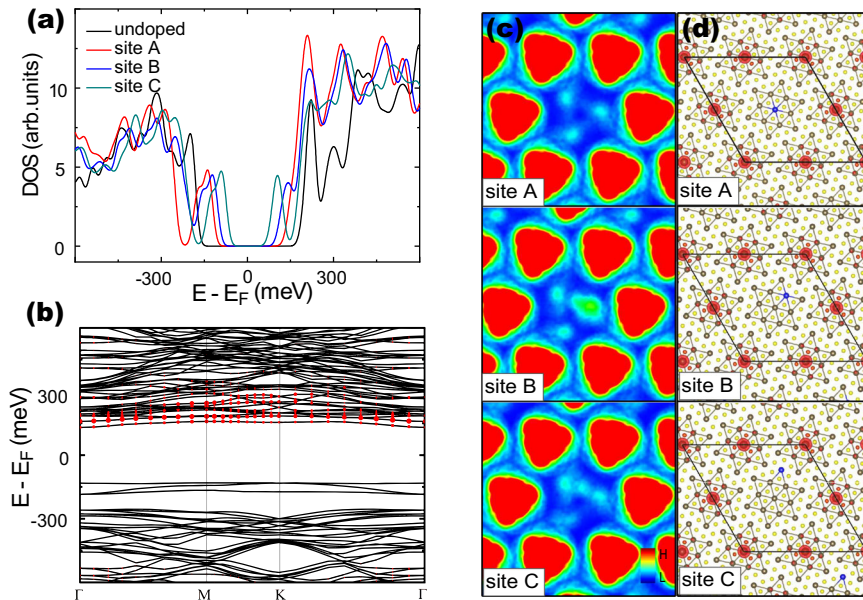 (a)
undoped
site A
site B
site C
DOS (arb.units)
15
10
5
0
-300
0
300
E - E_F (meV)
(b)
E - E_F (meV)
300
0
-300
Γ
M
K
Γ
(c)
site A
site B
site C
H
L
(d)
site A
site B
site C